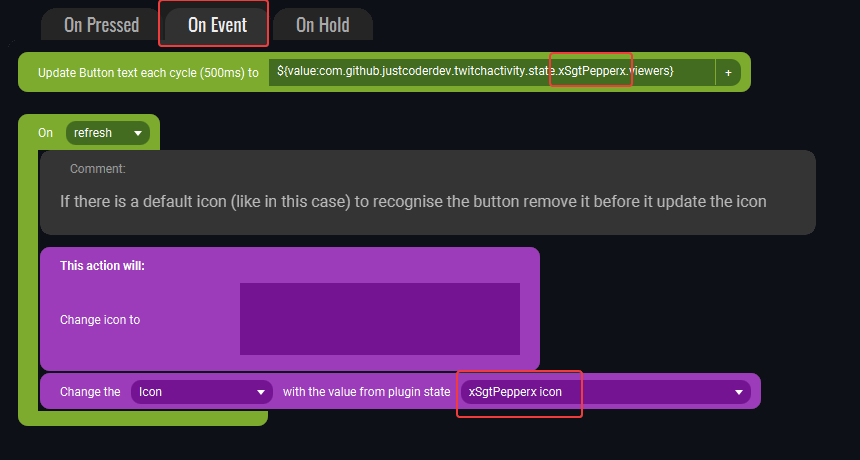 On Pressed On Event On Hold
Update Button text each cycle (500ms) to ${value:com.github.justcoderdev.twitchactivity.state.xSgtPepperx.viewers} +
On refresh
Comment:
If there is a default icon (like in this case) to recognise the button remove it before it update the icon
This action will:
Change icon to
Change the Icon with the value from plugin state xSgtPepperx icon